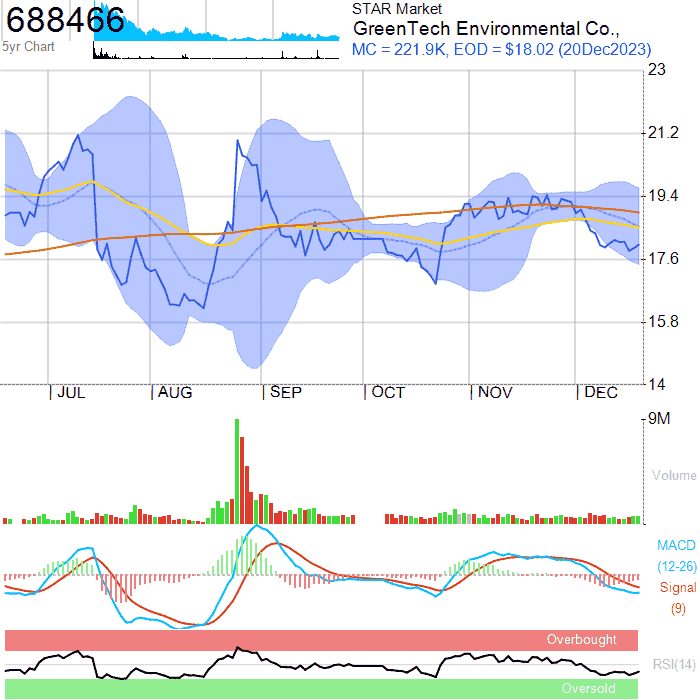 688466
5yr Chart
STAR Market
GreenTech Environmental Co.,
MC = 221.9K, EOD = $18.02 (20Dec2023)
23
21.2
19.4
17.6
15.8
14
JUL
AUG
SEP
OCT
NOV
DEC
9M
Volume
MACD
(12-26)
Signal
(9)
Overbought
RSI(14)
Oversold